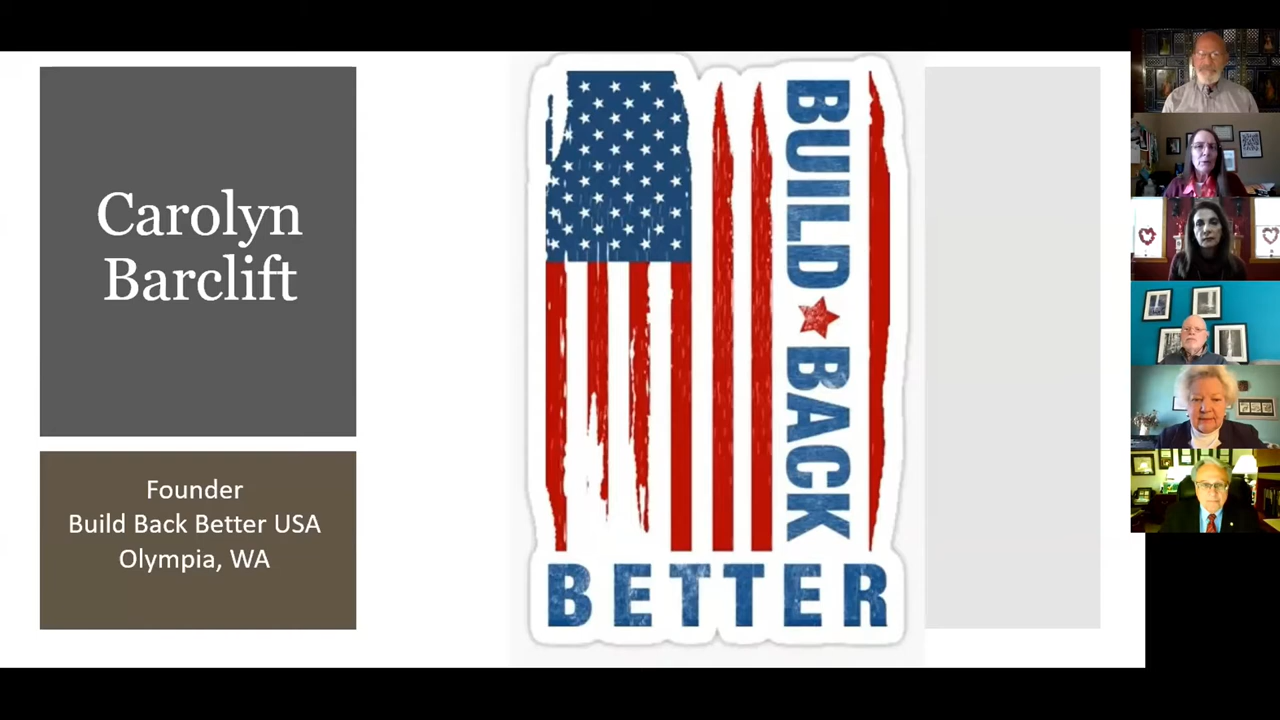 Carolyn
Barclift
Founder
Build Back Better USA
Olympia, WA
BUILD BACK
BETTER